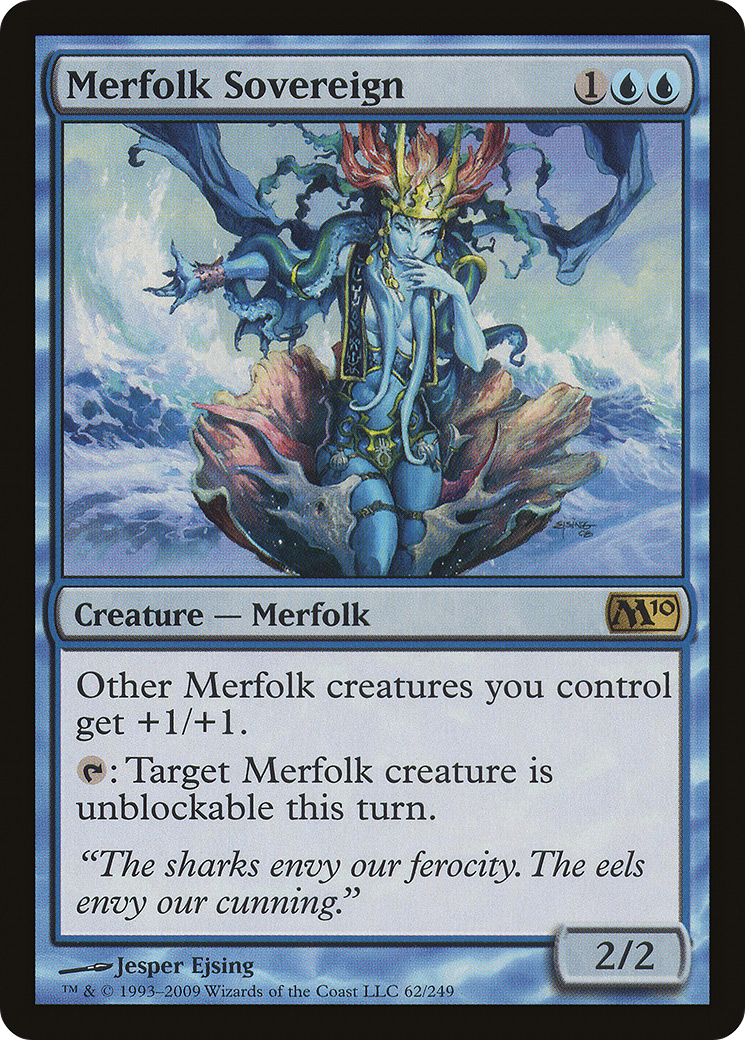 Merfolk Sovereign 1
EJSING
08
Creature — Merfolk M10
Other Merfolk creatures you control
get +1/+1.
: Target Merfolk creature is
unblockable this turn.
“The sharks envy our ferocity. The eels
envy our cunning.”
2/2
Jesper Ejsing
™ & © 1993–2009 Wizards of the Coast LLC 62/249